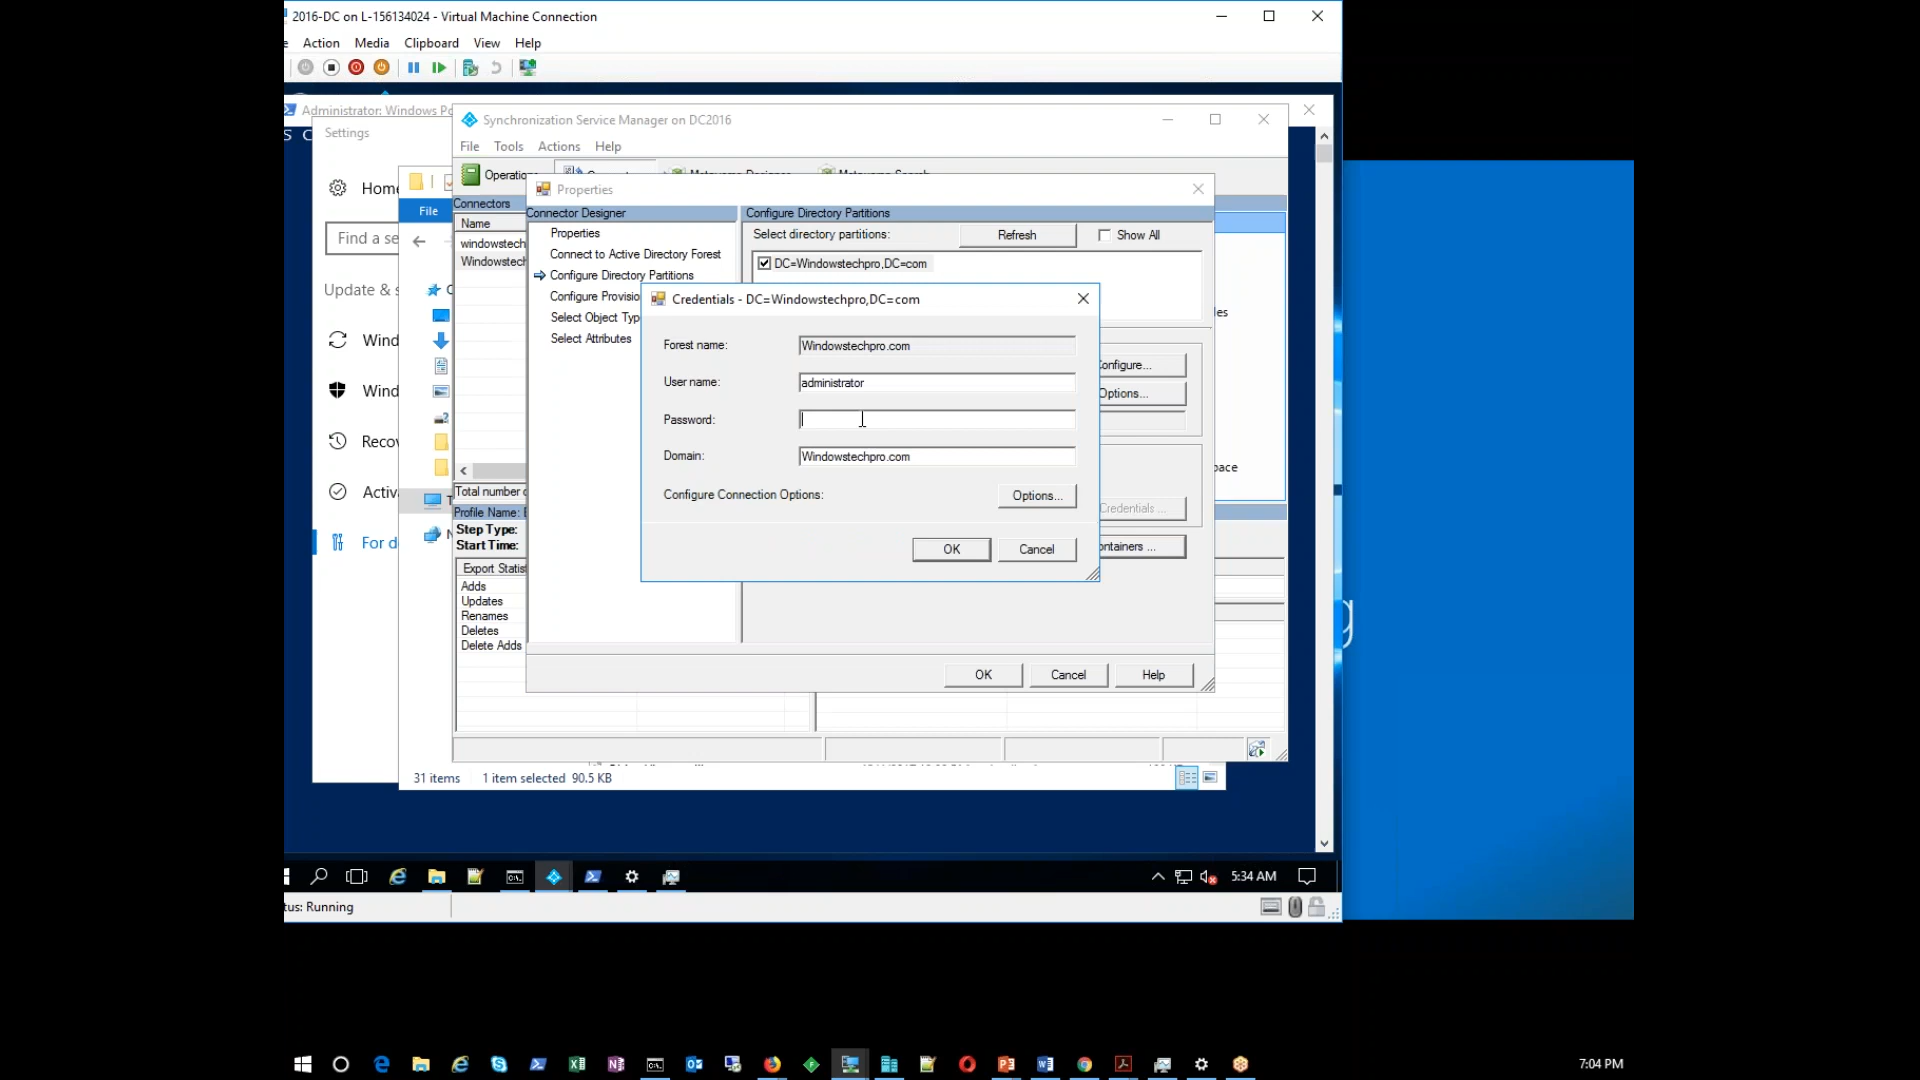 2016-DC on L-156134024 - Virtual Machine Connection
Action Media Clipboard View Help
Administrator: Windows Po
S C
Settings
Synchronization Service Manager on DC2016
File Tools Actions Help
Home
Operations
Properties
File
Connectors
Connector Designer
Configure Directory Partitions
Name
Properties
Select directory partitions:
Refresh
Show All
Find a se
windowstech
Connect to Active Directory Forest
Windowstech
DC=Windowstechpro,DC=com
Configure Directory Partitions
Update & s
Configure Provisio
Credentials - DC=Windowstechpro,DC=com
Select Object Typ
les
Select Attributes
Wind
Forest name:
Windowstechpro.com
onfigure...
User name:
administrator
Wind
Options...
Password:
Recov
Domain:
Windowstechpro.com
pace
Activ
Total number o
Configure Connection Options:
Options...
Profile Name: E
Credentials ...
Step Type:
For d
Start Time:
OK
Cancel
ontainers ...
Export Statist
Adds
Updates
Renames
Deletes
Delete Adds
g
OK
Cancel
Help
31 items 1 item selected 90.5 KB
5:34 AM
tus: Running
7:04 PM